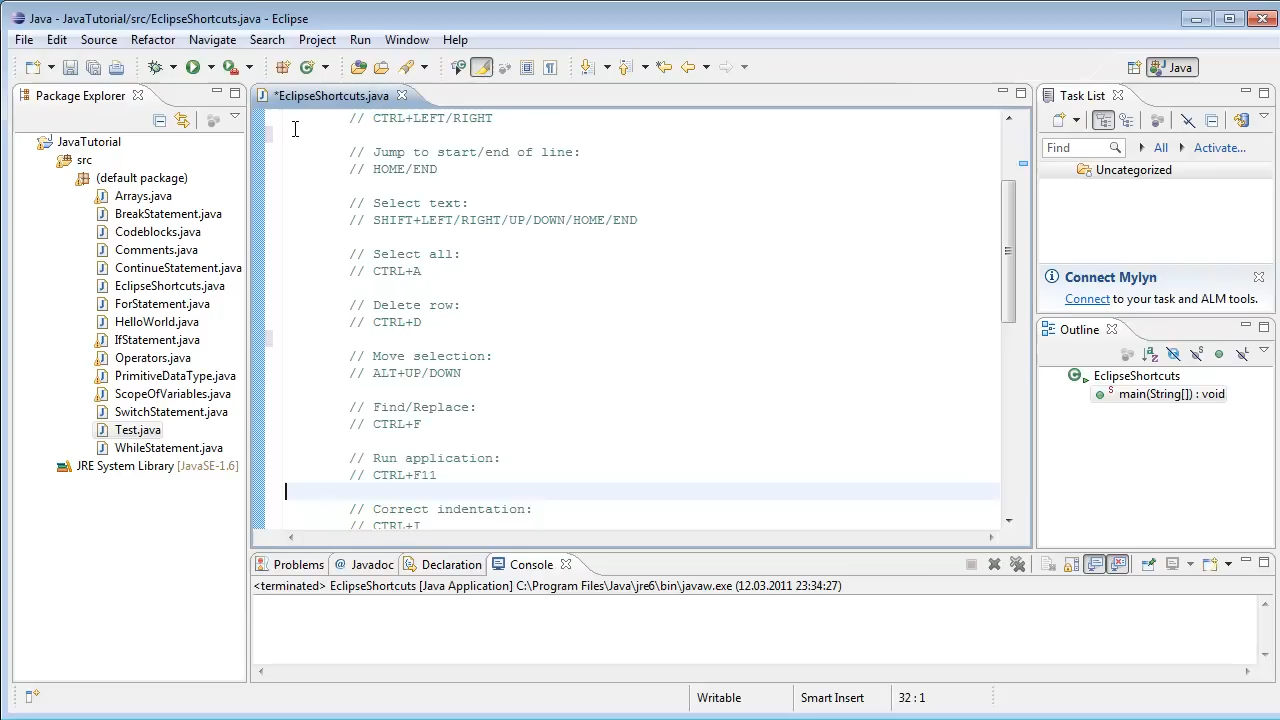 Java - JavaTutorial/src/EclipseShortcuts.java - Eclipse
File Edit Source Refactor Navigate Search Project Run Window Help
Java
Package Explorer
JavaTutorial
src
(default package)
Arrays.java
BreakStatement.java
Codeblocks.java
Comments.java
ContinueStatement.java
EclipseShortcuts.java
ForStatement.java
HelloWorld.java
IfStatement.java
Operators.java
PrimitiveDataType.java
ScopeOfVariables.java
SwitchStatement.java
Test.java
WhileStatement.java
JRE System Library [JavaSE-1.6]
*EclipseShortcuts.java
// CTRL+LEFT/RIGHT
// Jump to start/end of line:
// HOME/END
// Select text:
// SHIFT+LEFT/RIGHT/UP/DOWN/HOME/END
// Select all:
// CTRL+A
// Delete row:
// CTRL+D
// Move selection:
// ALT+UP/DOWN
// Find/Replace:
// CTRL+F
// Run application:
// CTRL+F11
// Correct indentation:
// CTRL+I
Task List
Find All Activate...
Uncategorized
Connect Mylyn
Connect to your task and ALM tools.
Outline
EclipseShortcuts
main(String[]) : void
Problems Javadoc Declaration Console
<terminated> EclipseShortcuts [Java Application] C:\Program Files\Java\jre6\bin\javaw.exe (12.03.2011 23:34:27)
Writable Smart Insert 32 : 1